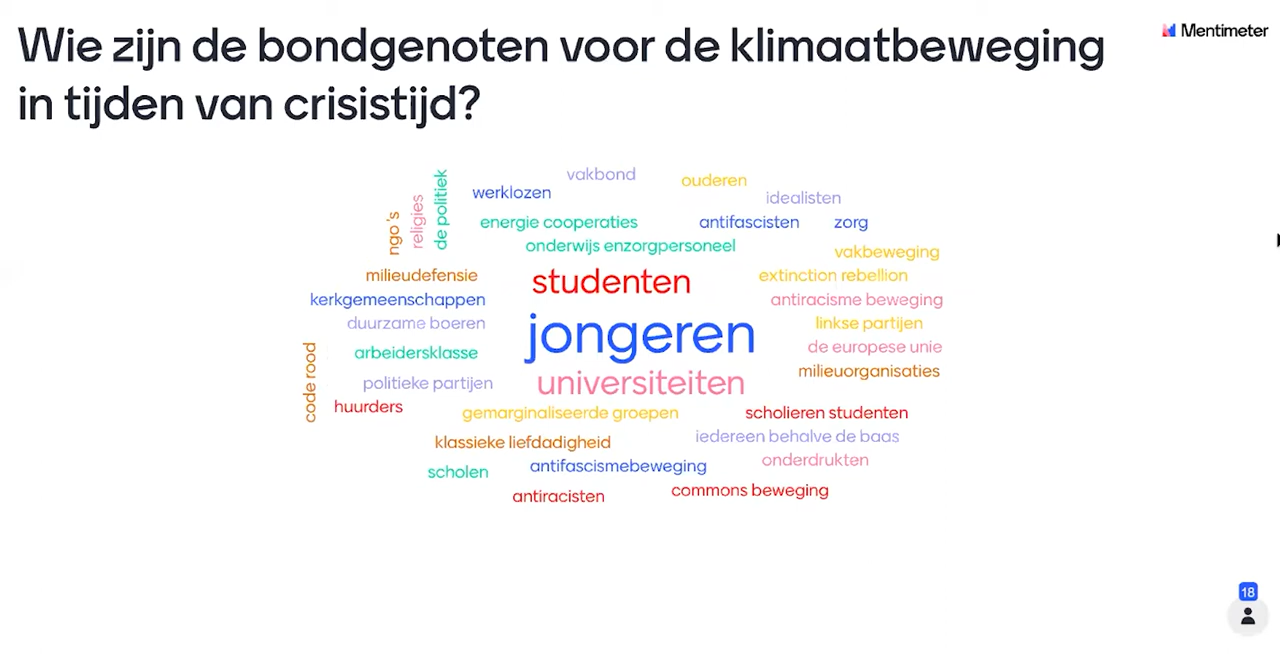 Wie zijn de bondgenoten voor de klimaatbeweging
in tijden van crisistijd?
Mentimeter
vakbond
ouderen
de politiek
werklozen
idealisten
religies
ngo 's
energie cooperaties
antifascisten
zorg
onderwijs enzorgpersoneel
vakbeweging
milieudefensie
studenten
extinction rebellion
kerkgemeenschappen
antiracisme beweging
duurzame boeren
jongeren
linkse partijen
arbeidersklasse
de europese unie
code rood
politieke partijen
universiteiten
milieuorganisaties
huurders
gemarginaliseerde groepen
scholieren studenten
klassieke liefdadigheid
iedereen behalve de baas
scholen
antifascismebeweging
onderdrukten
antiracisten
commons beweging
18